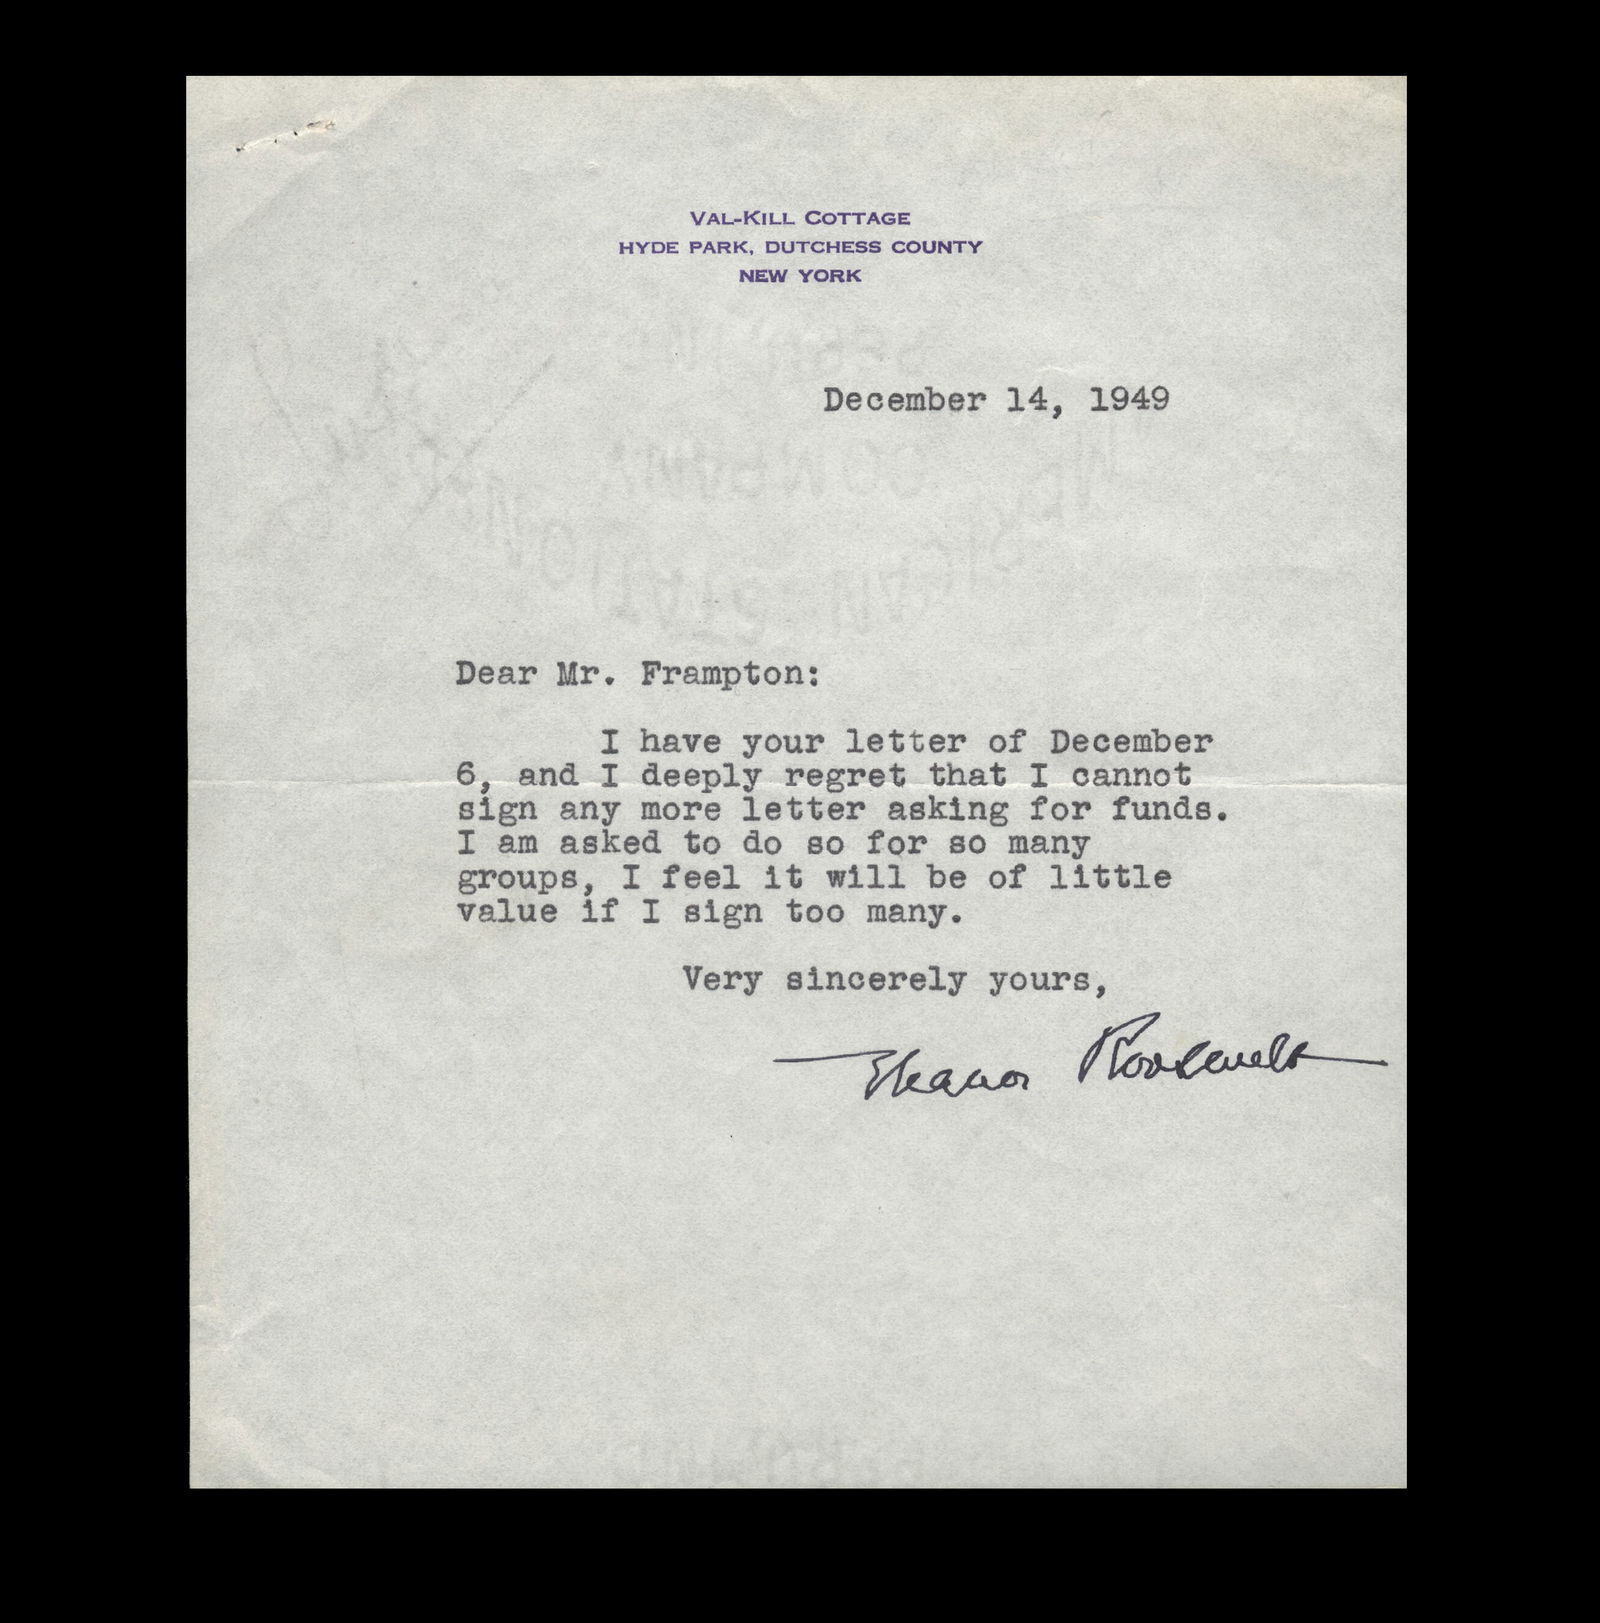 VAL-KILL COTTAGE
HYDE PARK, DUTCHESS COUNTY
NEW YORK
December 14, 1949
Dear Mr. Frampton:
I have your letter of December
6, and I deeply regret that I cannot
sign any more letter asking for funds.
I am asked to do so for so many
groups, I feel it will be of little
value if I sign too many.
Very sincerely yours,
Eleanor Roosevelt